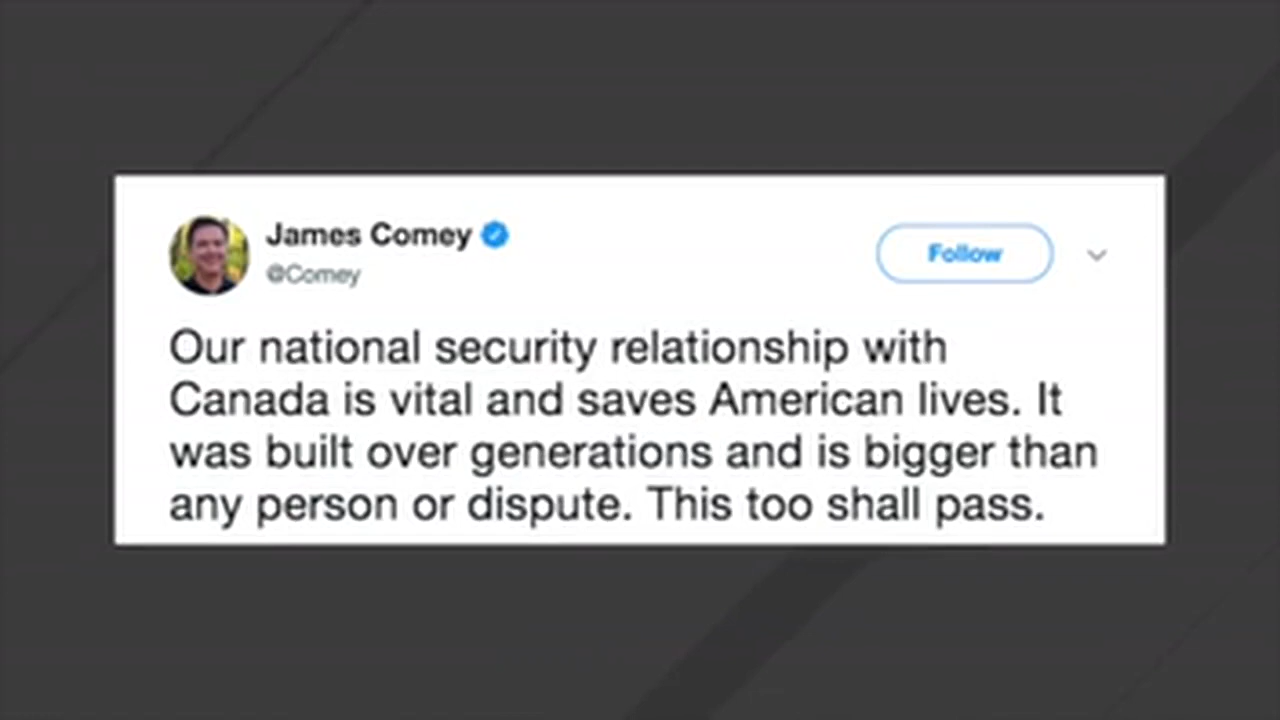 James Comey
@Comey
Follow
Our national security relationship with
Canada is vital and saves American lives. It
was built over generations and is bigger than
any person or dispute. This too shall pass.